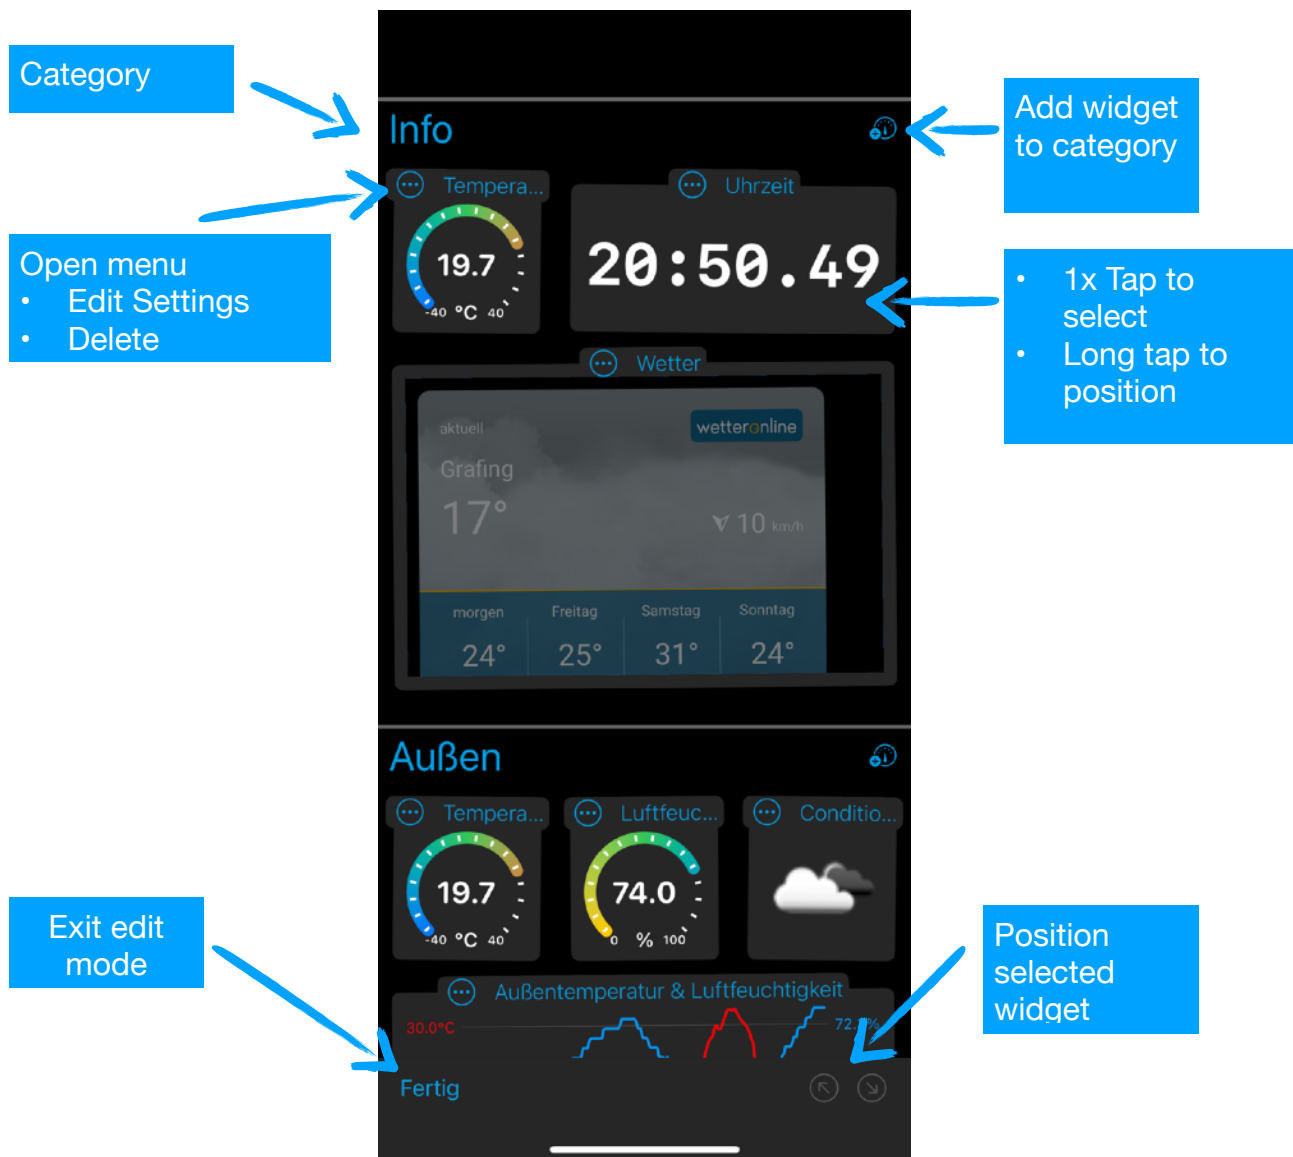 Category
Add widget
to category
Info
Tempera...
Uhrzeit
19.7
-40 °C 40
20:50.49
Open menu
• Edit Settings
• Delete
• 1x Tap to
select
• Long tap to
position
Wetter
aktuell
wetteronline
Grafing
17°
10 km/h
morgen Freitag Samstag Sonntag
24° 25° 31° 24°
Außen
Tempera...
Luftfeuc...
Conditio...
19.7
-40 °C 40
74.0
0 % 100
Exit edit
mode
Position
selected
widget
Außentemperatur & Luftfeuchtigkeit
30.0°C
Fertig